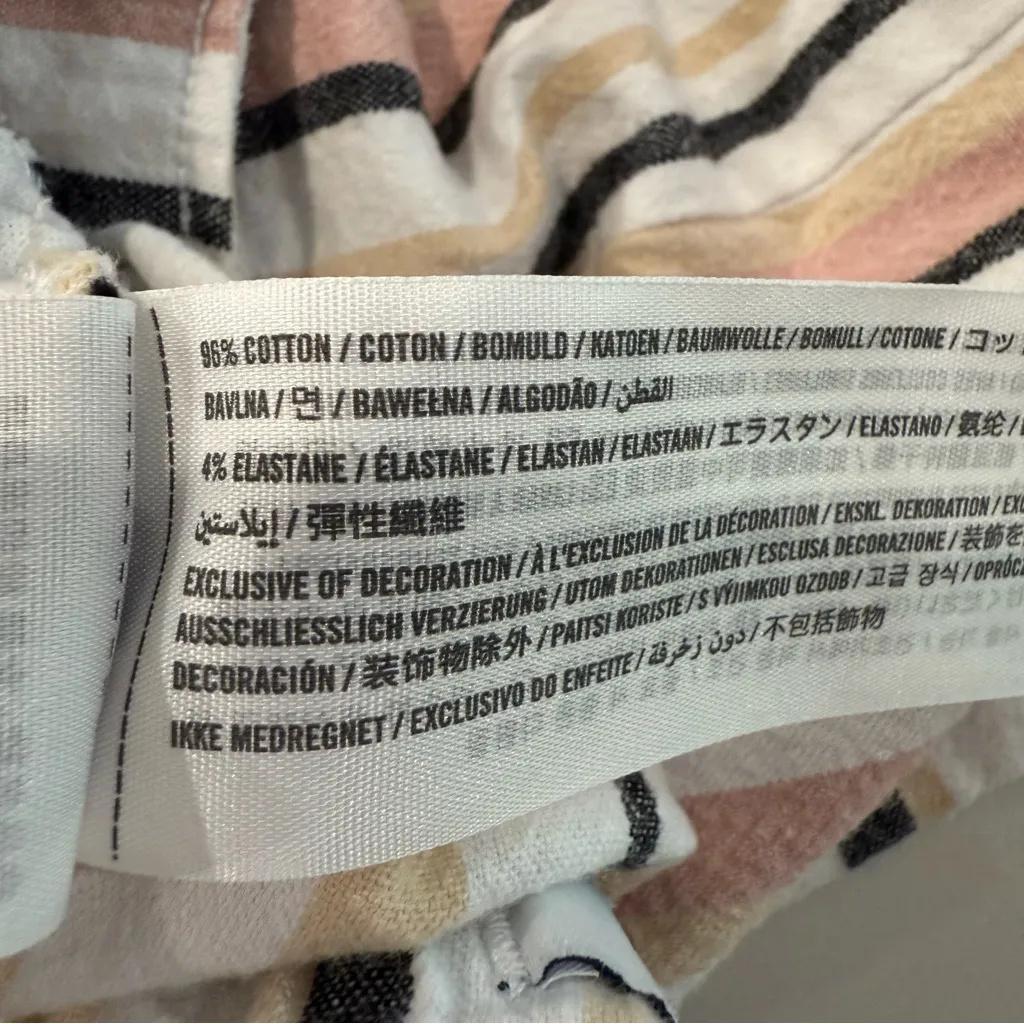 96% COTTON / COTON / BOMULD / KATOEN / BAUMWOLLE / BOMULL / COTONE /
BAVLNA / 면 / BAWEŁNA / ALGODÃO / القطن
4% ELASTANE / ÉLASTANE / ELASTAN / ELASTAAN / エラスタン / ELASTANO / 氨纶 /
إيلاستين / 彈性纖維
EXCLUSIVE OF DECORATION / À L'EXCLUSION DE LA DÉCORATION / EKSKL. DEKORATION /
AUSSCHLIESSLICH VERZIERUNG / UTOM DEKORATIONEN / ESCLUSA DECORAZIONE / 装飾を
DECORACIÓN / 装饰物除外 / PAITSI KORISTE / S VÝJIMKOU OZDOB / 고급 장식 /
IKKE MEDREGNET / EXCLUSIVO DO ENFEITE / دون زخرفة / 不包括飾物